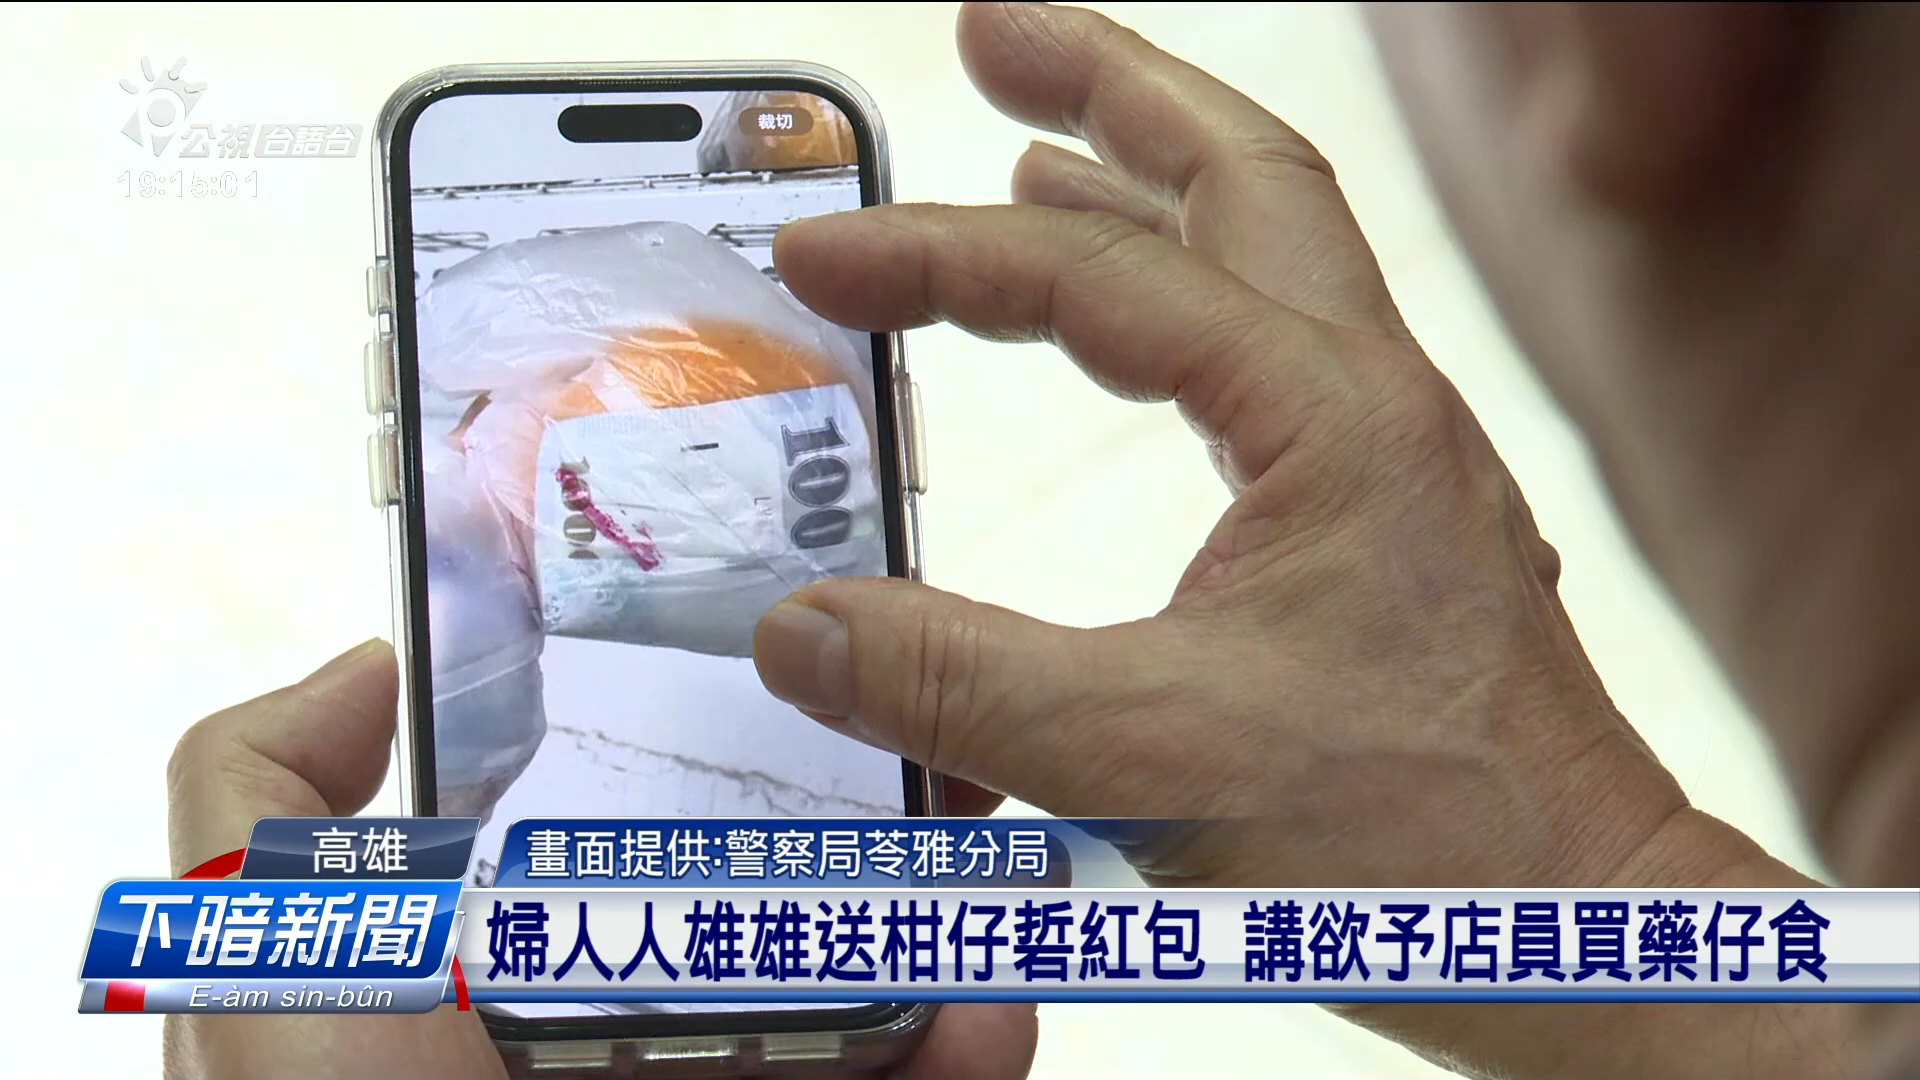 公視台語台
19:15:01
裁切
100
高雄
畫面提供:警察局苓雅分局
下暗新聞
婦人人雄雄送柑仔翕紅包 講欲予店員買藥仔食
E-àm sin-bûn